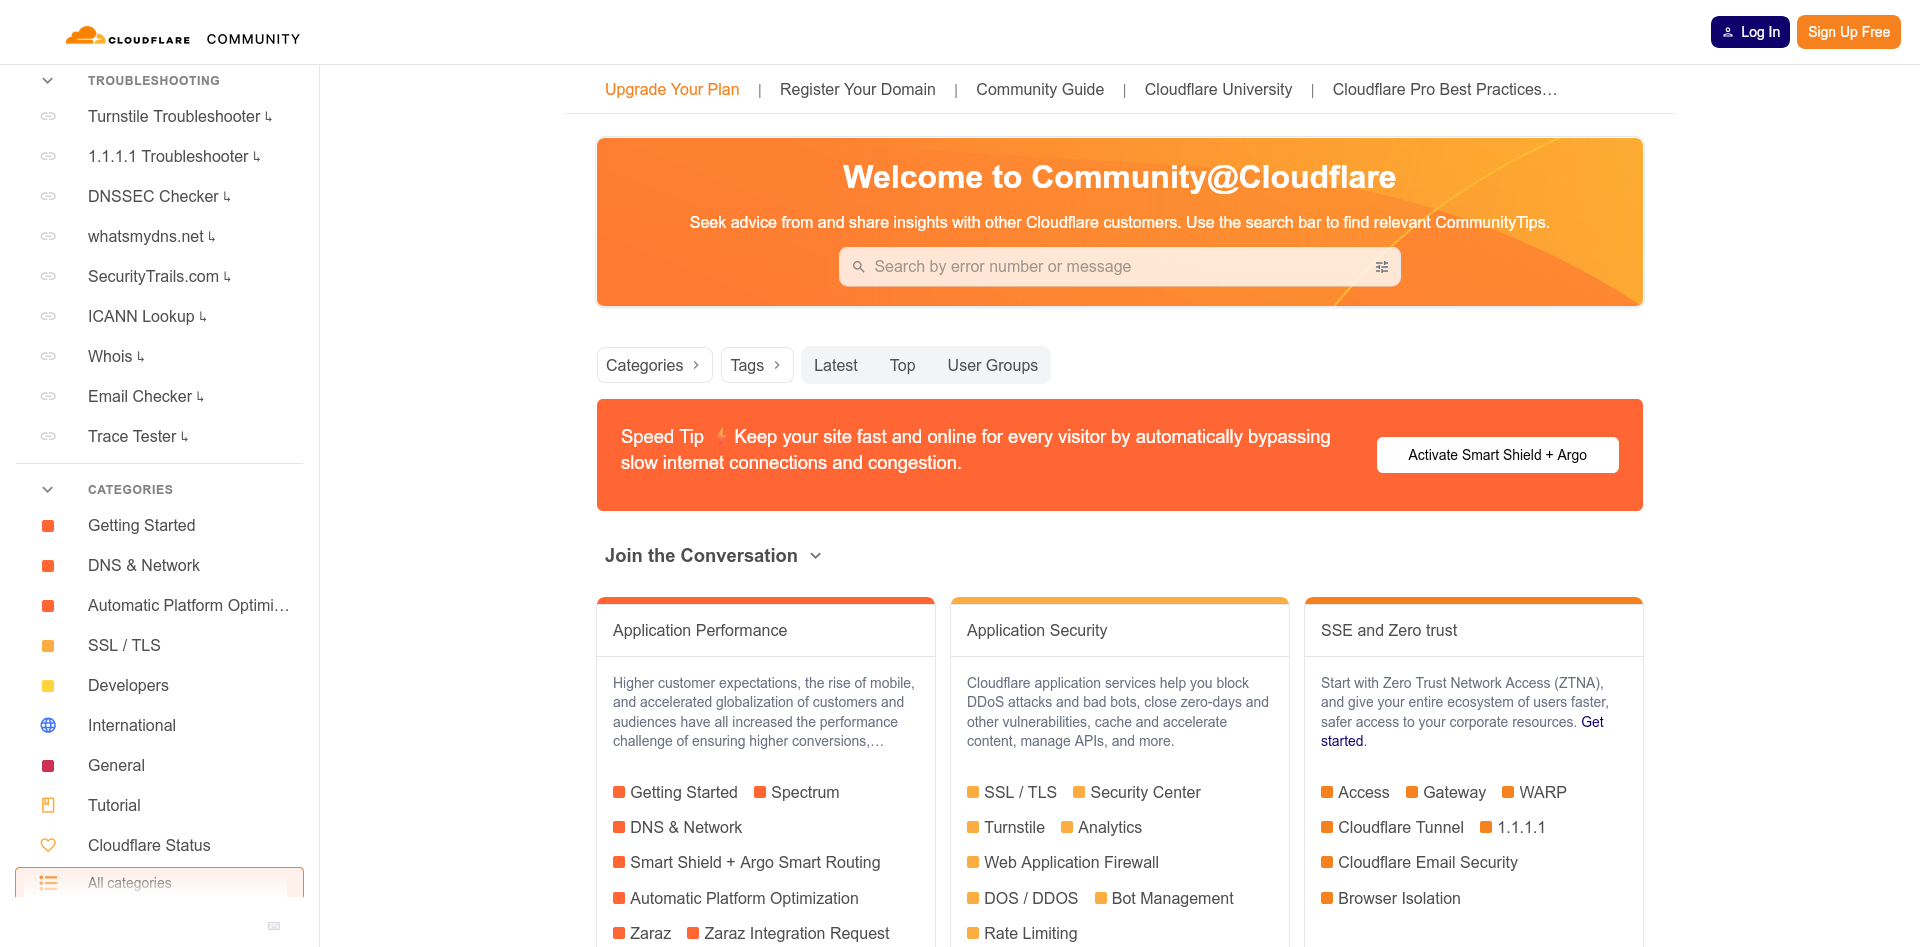 CLOUDFLARE COMMUNITY
Log In
Sign Up Free
TROUBLESHOOTING
Turnstile Troubleshooter ↳
1.1.1.1 Troubleshooter ↳
DNSSEC Checker ↳
whatsmydns.net ↳
SecurityTrails.com ↳
ICANN Lookup ↳
Whois ↳
Email Checker ↳
Trace Tester ↳
CATEGORIES
Getting Started
DNS & Network
Automatic Platform Optimi…
SSL / TLS
Developers
International
General
Tutorial
Cloudflare Status
All categories
Upgrade Your Plan | Register Your Domain | Community Guide | Cloudflare University | Cloudflare Pro Best Practices…
Welcome to Community@Cloudflare
Seek advice from and share insights with other Cloudflare customers. Use the search bar to find relevant CommunityTips.
Search by error number or message
Categories
Tags
Latest
Top
User Groups
Speed Tip Keep your site fast and online for every visitor by automatically bypassing
slow internet connections and congestion.
Activate Smart Shield + Argo
Join the Conversation
Application Performance
Higher customer expectations, the rise of mobile,
and accelerated globalization of customers and
audiences have all increased the performance
challenge of ensuring higher conversions,…
Getting Started Spectrum
DNS & Network
Smart Shield + Argo Smart Routing
Automatic Platform Optimization
Zaraz Zaraz Integration Request
Application Security
Cloudflare application services help you block
DDoS attacks and bad bots, close zero-days and
other vulnerabilities, cache and accelerate
content, manage APIs, and more.
SSL / TLS Security Center
Turnstile Analytics
Web Application Firewall
DOS / DDOS Bot Management
Rate Limiting
SSE and Zero trust
Start with Zero Trust Network Access (ZTNA),
and give your entire ecosystem of users faster,
safer access to your corporate resources. Get
started.
Access Gateway WARP
Cloudflare Tunnel 1.1.1.1
Cloudflare Email Security
Browser Isolation